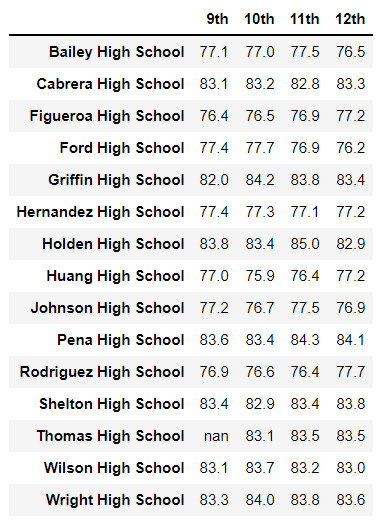 9th 10th 11th 12th
Bailey High School 77.1 77.0 77.5 76.5
Cabrera High School 83.1 83.2 82.8 83.3
Figueroa High School 76.4 76.5 76.9 77.2
Ford High School 77.4 77.7 76.9 76.2
Griffin High School 82.0 84.2 83.8 83.4
Hernandez High School 77.4 77.3 77.1 77.2
Holden High School 83.8 83.4 85.0 82.9
Huang High School 77.0 75.9 76.4 77.2
Johnson High School 77.2 76.7 77.5 76.9
Pena High School 83.6 83.4 84.3 84.1
Rodriguez High School 76.9 76.6 76.4 77.7
Shelton High School 83.4 82.9 83.4 83.8
Thomas High School nan 83.1 83.5 83.5
Wilson High School 83.1 83.7 83.2 83.0
Wright High School 83.3 84.0 83.8 83.6